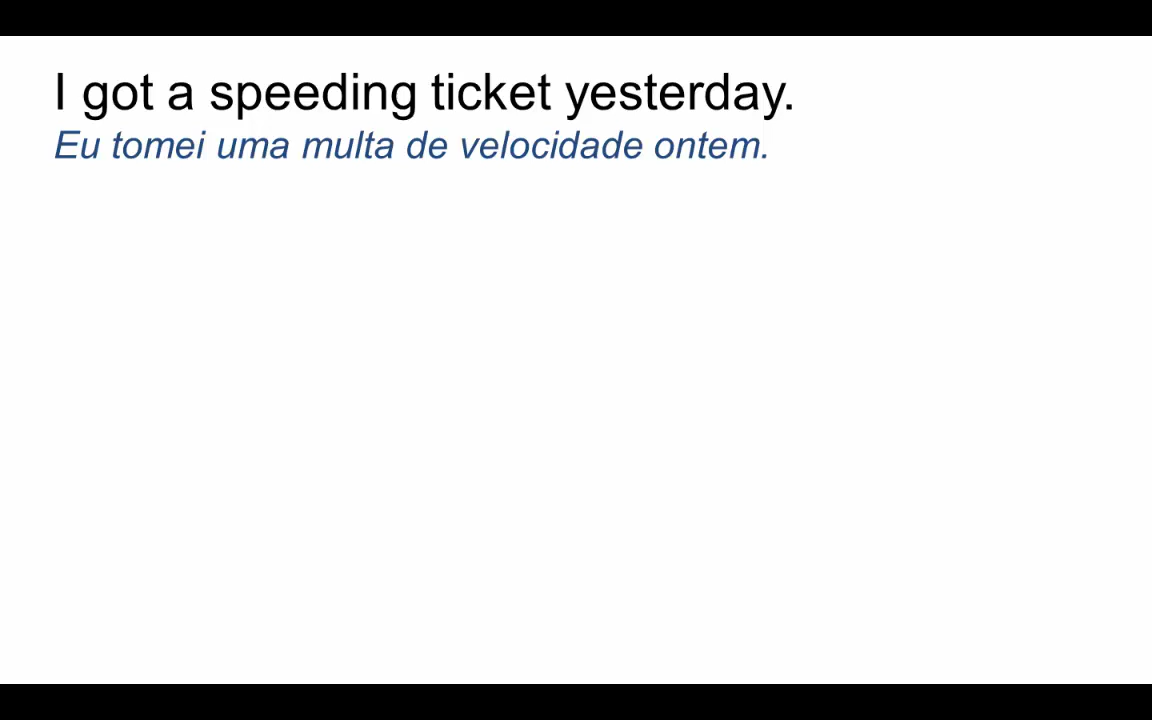 I got a speeding ticket yesterday.
Eu tomei uma multa de velocidade ontem.